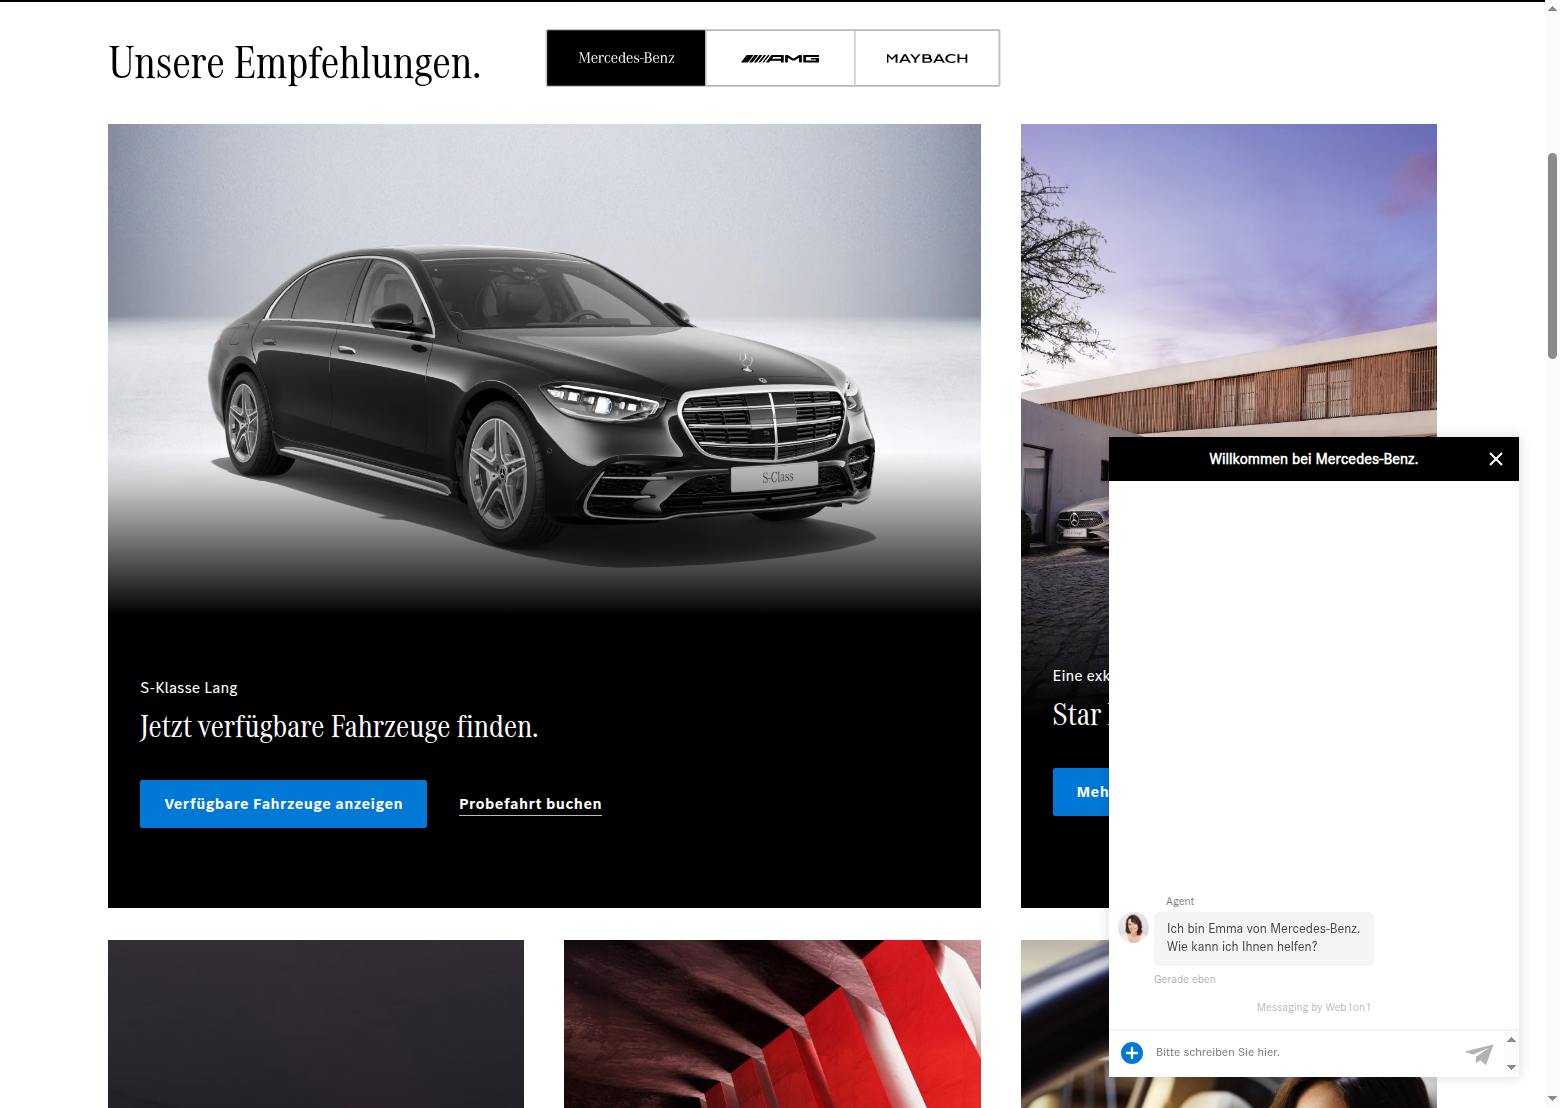 Unsere Empfehlungen.
Mercedes-Benz
AMG
MAYBACH
S-Class
S-Klasse Lang
Jetzt verfügbare Fahrzeuge finden.
Verfügbare Fahrzeuge anzeigen
Probefahrt buchen
Eine
Star
Willkommen bei Mercedes-Benz.
Agent
Ich bin Emma von Mercedes-Benz.
Wie kann ich Ihnen helfen?
Gerade eben
Messaging by Web1on1
Bitte schreiben Sie hier.